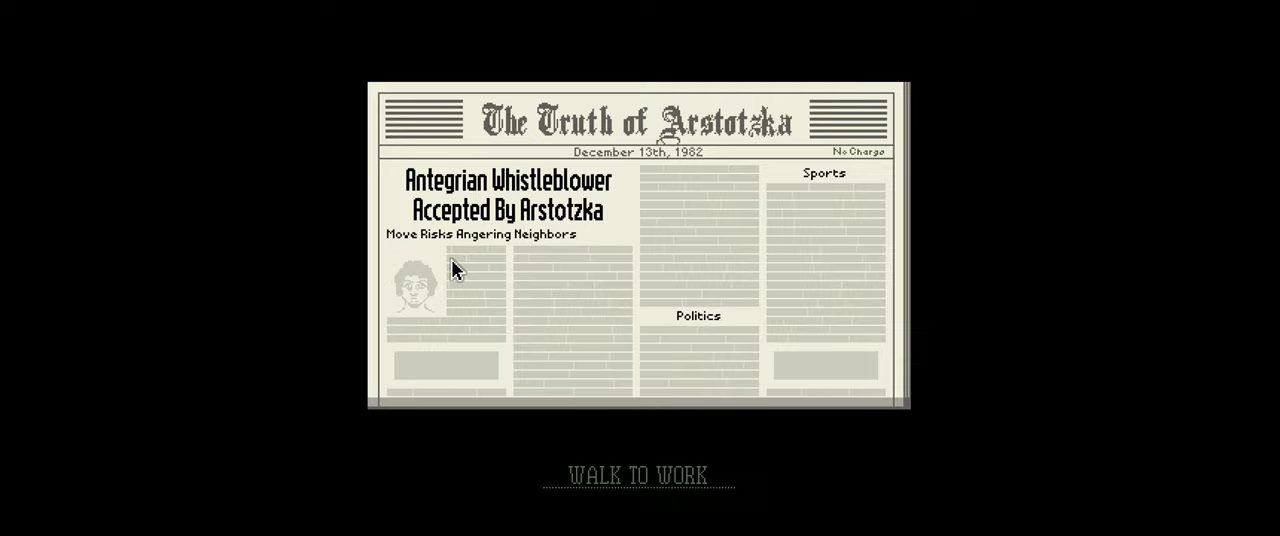 The Truth of Arstotzka
December 13th, 1982
No Charge
Antegrian Whistleblower
Accepted By Arstotzka
Move Risks Angering Neighbors
Politics
Sports
WALK TO WORK